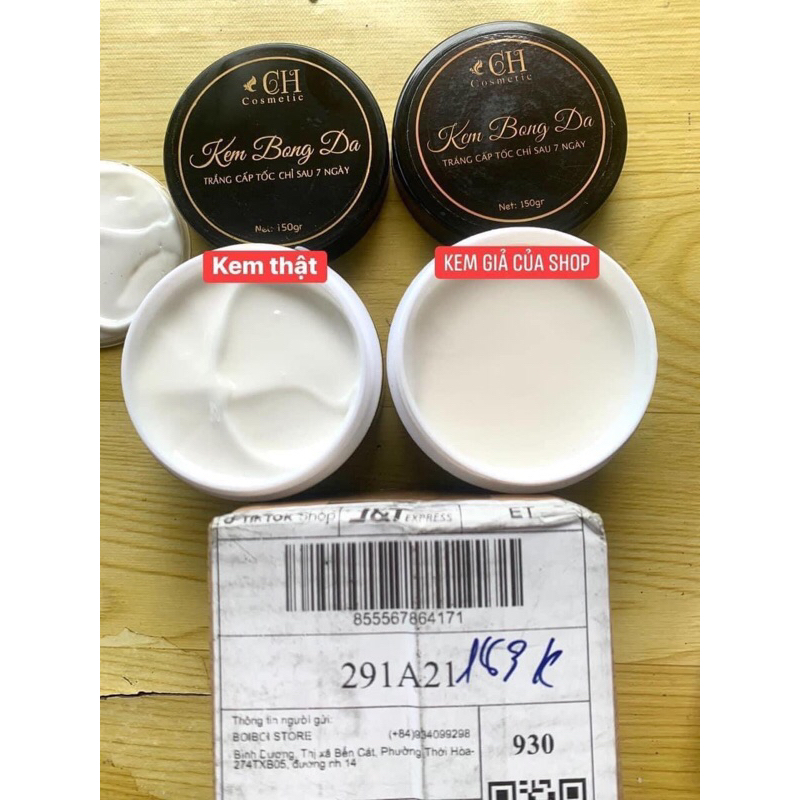 CH
Cosmetic
Kem Bong Da
TRẮNG CẤP TỐC CHỈ SAU 7 NGÀY
Net: 150gr
CH
Cosmetic
Kem Bong Da
TRẮNG CẤP TỐC CHỈ SAU 7 NGÀY
Net: 150gr
Kem thật
KEM GIẢ CỦA SHOP
TIKTOK Shop J&T EXPRESS ET
855567864171
291A21 189 K
Thông tin người gửi:
BOIBOI STORE (+84)934099298
Bình Dương, Thị xã Bến Cát, Phường Thới Hòa-
274TXB05, đường nh 14
930